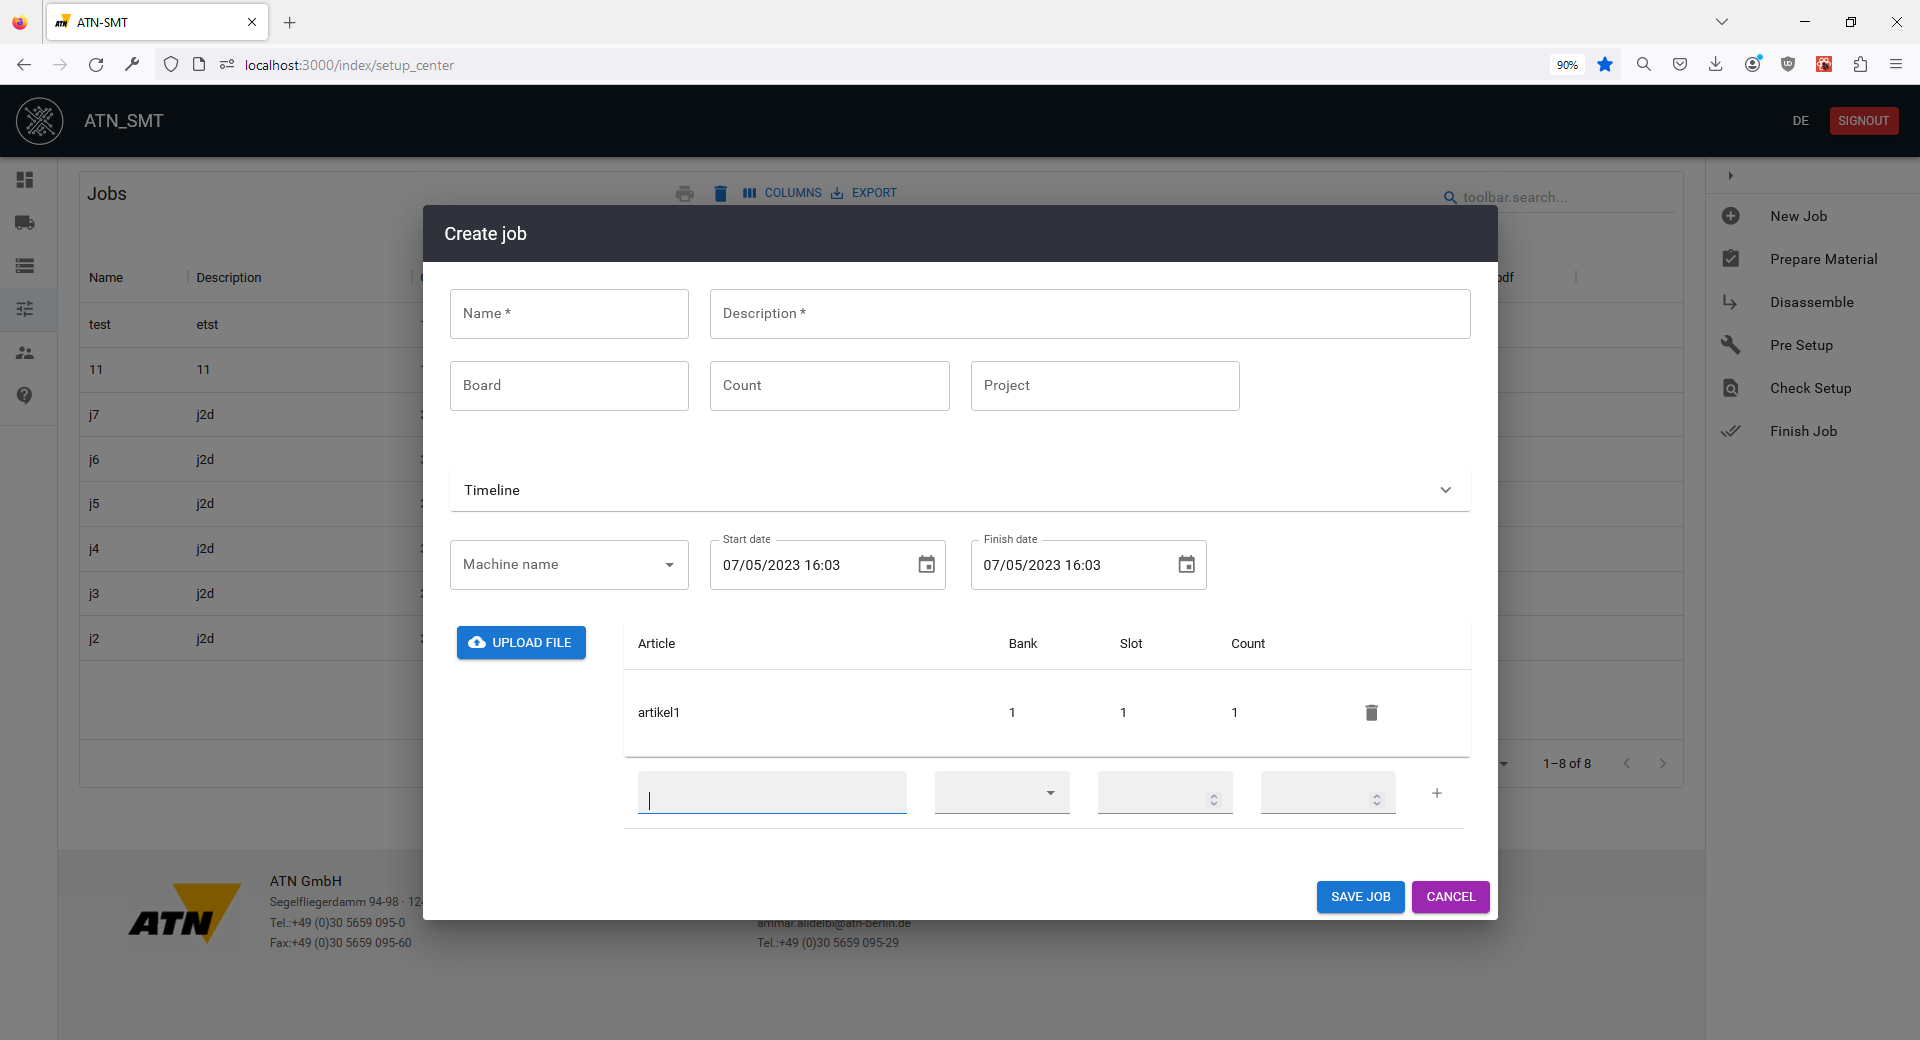 ATN-SMT
localhost:3000/index/setup_center
90%
ATN_SMT
DE
SIGNOUT
Jobs
COLUMNS
EXPORT
toolbar.search...
Name
Description
pdf
test
etst
11
11
j7
j2d
j6
j2d
j5
j2d
j4
j2d
j3
j2d
j2
j2d
1–8 of 8
New Job
Prepare Material
Disassemble
Pre Setup
Check Setup
Finish Job
Create job
Name *
Description *
Board
Count
Project
Timeline
Machine name
Start date
07/05/2023 16:03
Finish date
07/05/2023 16:03
UPLOAD FILE
Article
Bank
Slot
Count
artikel1
1
1
1
SAVE JOB
CANCEL
ATN
ATN GmbH
Segelfliegerdamm 94-98 · 12
Tel.:+49 (0)30 5659 095-0
Fax:+49 (0)30 5659 095-60
ammar.alidelbi@atn-berlin.de
Tel.:+49 (0)30 5659 095-29